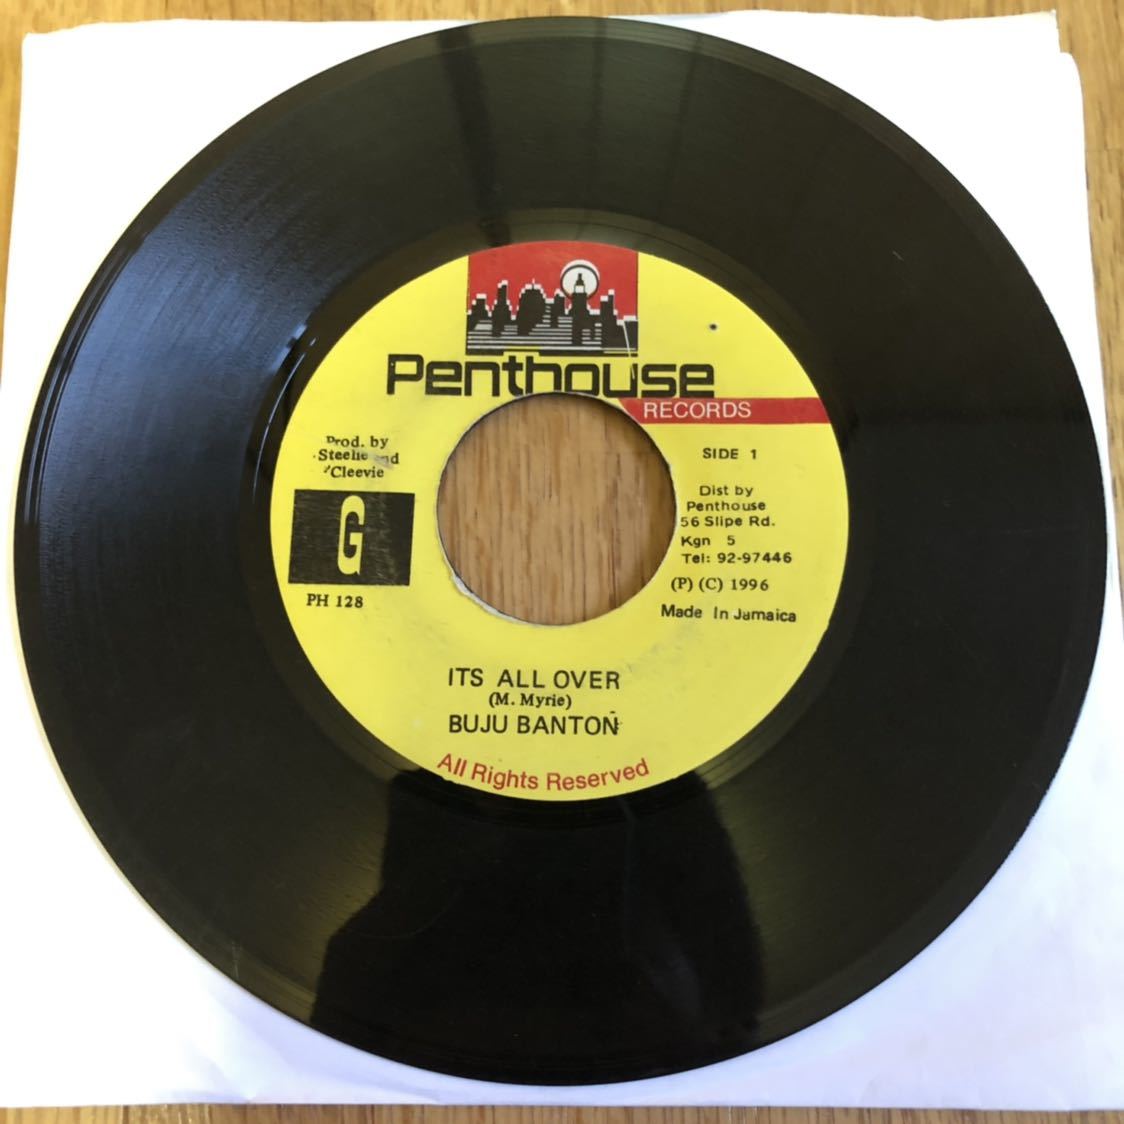 Penthouse
RECORDS
Prod. by
Steelie and
Cleevie
G
PH 128
SIDE 1
Dist by
Penthouse
56 Slipe Rd.
Kgn 5
Tel: 92-97446
(P) (C) 1996
Made In Jamaica
ITS ALL OVER
(M. Myrie)
BUJU BANTON
All Rights Reserved